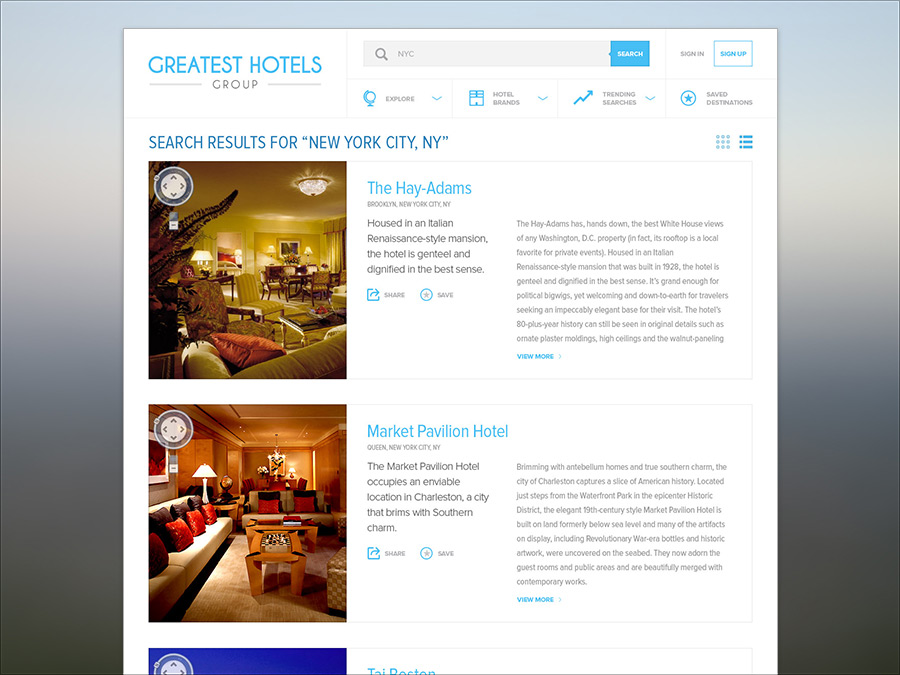 GREATEST HOTELS
GROUP
NYC
SEARCH
SIGN IN
SIGN UP
EXPLORE
HOTEL
BRANDS
TRENDING
SEARCHES
SAVED
DESTINATIONS
SEARCH RESULTS FOR “NEW YORK CITY, NY”
The Hay-Adams
BROOKLYN, NEW YORK CITY, NY
Housed in an Italian
Renaissance-style mansion,
the hotel is genteel and
dignified in the best sense.
SHARE
SAVE
The Hay-Adams has, hands down, the best White House views
of any Washington, D.C. property (in fact, its rooftop is a local
favorite for private events). Housed in an Italian
Renaissance-style mansion that was built in 1928, the hotel is
genteel and dignified in the best sense. It’s grand enough for
political bigwigs, yet welcoming and down-to-earth for travelers
seeking an impeccably elegant base for their visit. The hotel’s
80-plus-year history can still be seen in original details such as
ornate plaster moldings, high ceilings and the walnut-paneling
VIEW MORE
Market Pavilion Hotel
QUEEN, NEW YORK CITY, NY
The Market Pavilion Hotel
occupies an enviable
location in Charleston, a city
that brims with Southern
charm.
SHARE
SAVE
Brimming with antebellum homes and true southern charm, the
city of Charleston captures a slice of American history. Located
just steps from the Waterfront Park in the epicenter Historic
District, the elegant 19th-century style Market Pavilion Hotel is
built on land formerly below sea level and many of the artifacts
on display, including Revolutionary War-era bottles and historic
artwork, were uncovered on the seabed. They now adorn the
guest rooms and public areas and are beautifully merged with
contemporary works.
VIEW MORE
Taj Boston